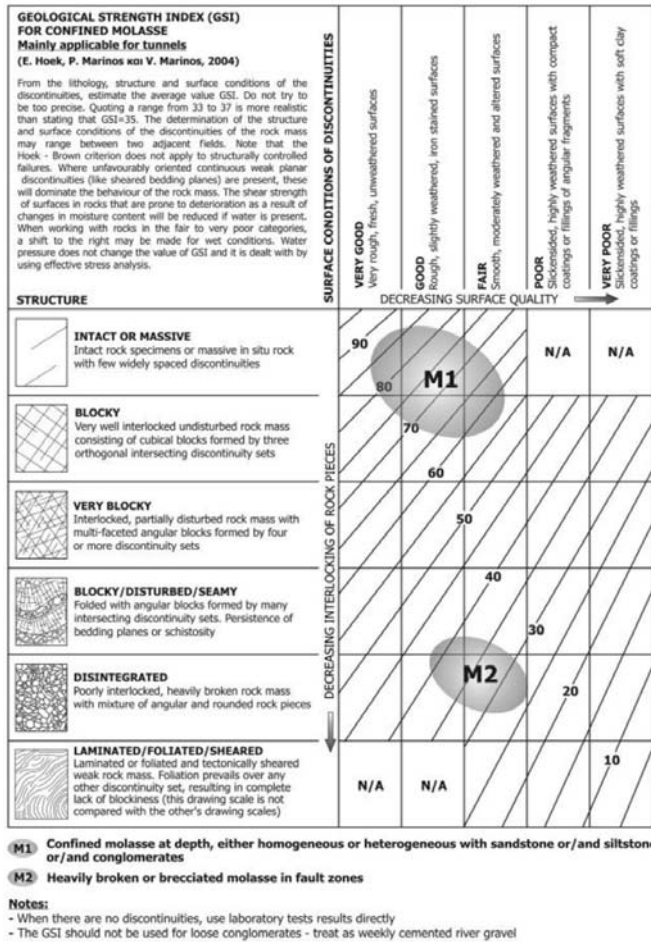 GEOLOGICAL STRENGTH INDEX (GSI)
FOR CONFINED MOLASSE
Mainly applicable for tunnels
(E. Hoek, P. Marinos και V. Marinos, 2004)
From the lithology, structure and surface conditions of the
discontinuities, estimate the average value GSI. Do not try to
be too precise. Quoting a range from 33 to 37 is more realistic
than stating that GSI=35. The determination of the structure
and surface conditions of the discontinuities of the rock mass
may range between two adjacent fields. Note that the
Hoek - Brown criterion does not apply to structurally controlled
failures. Where unfavourably oriented continuous weak planar
discontinuities (like sheared bedding planes) are present, these
will dominate the behaviour of the rock mass. The shear strength
of surfaces in rocks that are prone to deterioration as a result of
changes in moisture content will be reduced if water is present.
When working with rocks in the fair to very poor categories,
a shift to the right may be made for wet conditions. Water
pressure does not change the value of GSI and it is dealt with by
using effective stress analysis.
STRUCTURE
SURFACE CONDITIONS OF DISCONTINUITIES
VERY GOOD
Very rough, fresh, unweathered surfaces
GOOD
Rough, slightly weathered, iron stained surfaces
FAIR
Smooth, moderately weathered and altered surfaces
POOR
Slickensided, highly weathered surfaces with compact
coatings or fillings of angular fragments
VERY POOR
Slickensided, highly weathered surfaces with soft clay
coatings or fillings
DECREASING SURFACE QUALITY
INTACT OR MASSIVE
Intact rock specimens or massive in situ rock
with few widely spaced discontinuities
BLOCKY
Very well interlocked undisturbed rock mass
consisting of cubical blocks formed by three
orthogonal intersecting discontinuity sets
VERY BLOCKY
Interlocked, partially disturbed rock mass with
multi-faceted angular blocks formed by four
or more discontinuity sets
BLOCKY/DISTURBED/SEAMY
Folded with angular blocks formed by many
intersecting discontinuity sets. Persistence of
bedding planes or schistosity
DISINTEGRATED
Poorly interlocked, heavily broken rock mass
with mixture of angular and rounded rock pieces
LAMINATED/FOLIATED/SHEARED
Laminated or foliated and tectonically sheared
weak rock mass. Foliation prevails over any
other discontinuity set, resulting in complete
lack of blockiness (this drawing scale is not
compared with the other's drawing scales)
DECREASING INTERLOCKING OF ROCK PIECES
90
M1
N/A
N/A
80
70
60
50
40
30
M2
20
10
N/A
N/A
M1 Confined molasse at depth, either homogeneous or heterogeneous with sandstone or/and siltstone
or/and conglomerates
M2 Heavily broken or brecciated molasse in fault zones
Notes:
- When there are no discontinuities, use laboratory tests results directly
- The GSI should not be used for loose conglomerates - treat as weekly cemented river gravel